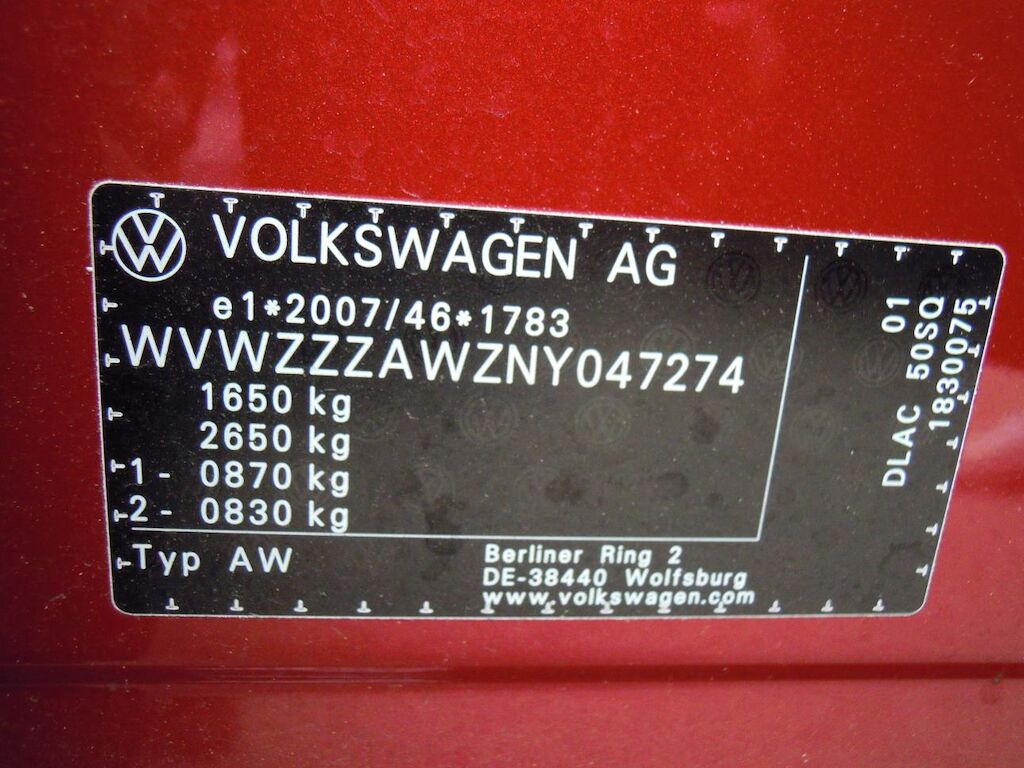 VOLKSWAGEN AG
e1*2007/46*1783
WVWZZZAWZNY047274
1650 kg
2650 kg
1- 0870 kg
2- 0830 kg
Typ AW
Berliner Ring 2
DE-38440 Wolfsburg
www.volkswagen.com
01
DLAC 50SQ
1830075